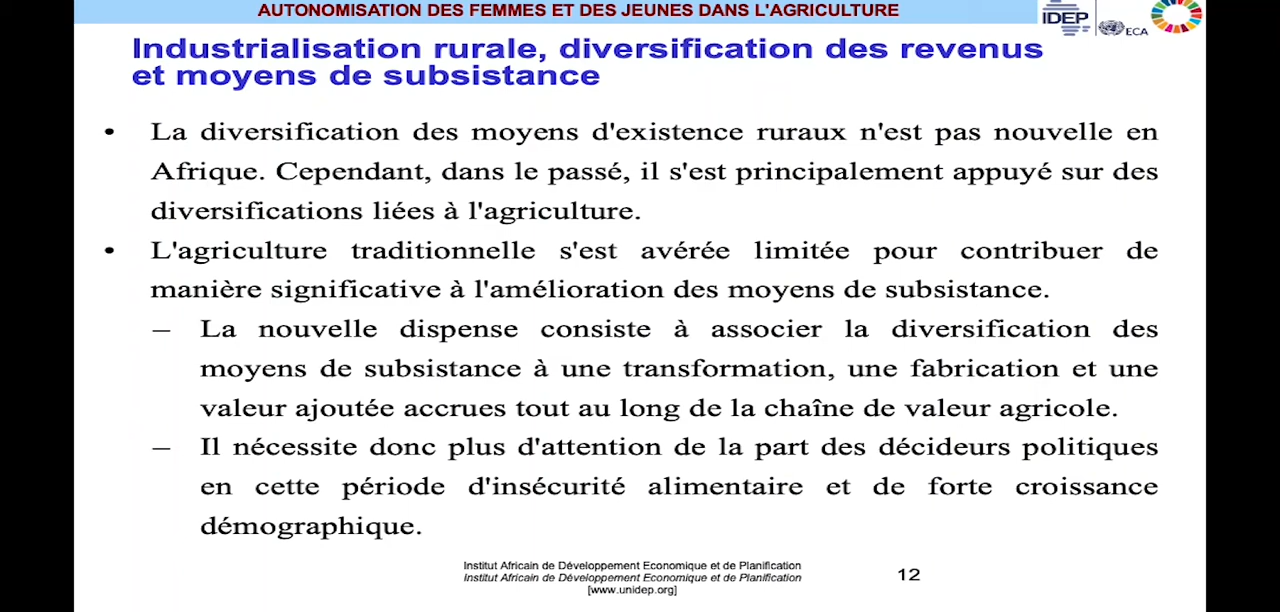 AUTONOMISATION DES FEMMES ET DES JEUNES DANS L'AGRICULTURE
IDEP
ECA
Industrialisation rurale, diversification des revenus
et moyens de subsistance
• La diversification des moyens d'existence ruraux n'est pas nouvelle en
Afrique. Cependant, dans le passé, il s'est principalement appuyé sur des
diversifications liées à l'agriculture.
• L'agriculture traditionnelle s'est avérée limitée pour contribuer de
manière significative à l'amélioration des moyens de subsistance.
– La nouvelle dispense consiste à associer la diversification des
moyens de subsistance à une transformation, une fabrication et une
valeur ajoutée accrues tout au long de la chaîne de valeur agricole.
– Il nécessite donc plus d'attention de la part des décideurs politiques
en cette période d'insécurité alimentaire et de forte croissance
démographique.
Institut Africain de Développement Economique et de Planification
Institut Africain de Développement Economique et de Planification
[www.unidep.org]
12